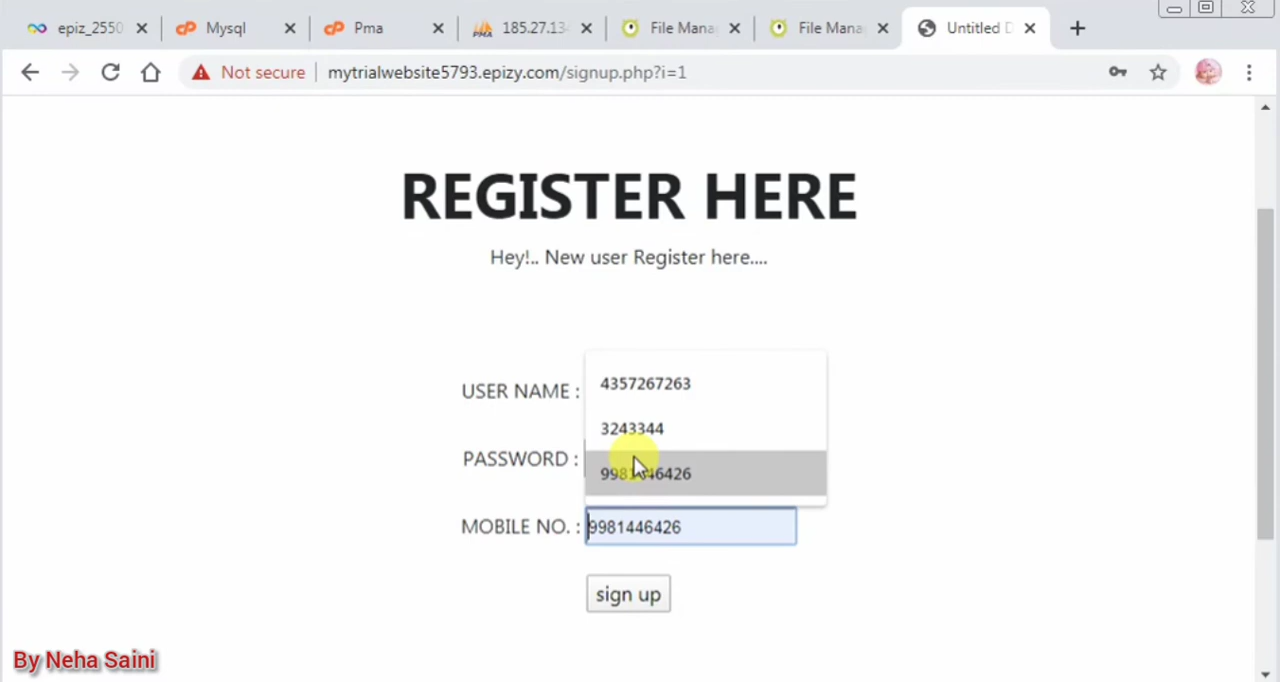 epiz_2550
Mysql
Pma
185.27.134
File Mana
File Mana
Untitled D
Not secure
mytrialwebsite5793.epizy.com/signup.php?i=1
REGISTER HERE
Hey!.. New user Register here....
USER NAME :
4357267263
3243344
PASSWORD :
9981446426
MOBILE NO. : 9981446426
sign up
By Neha Saini